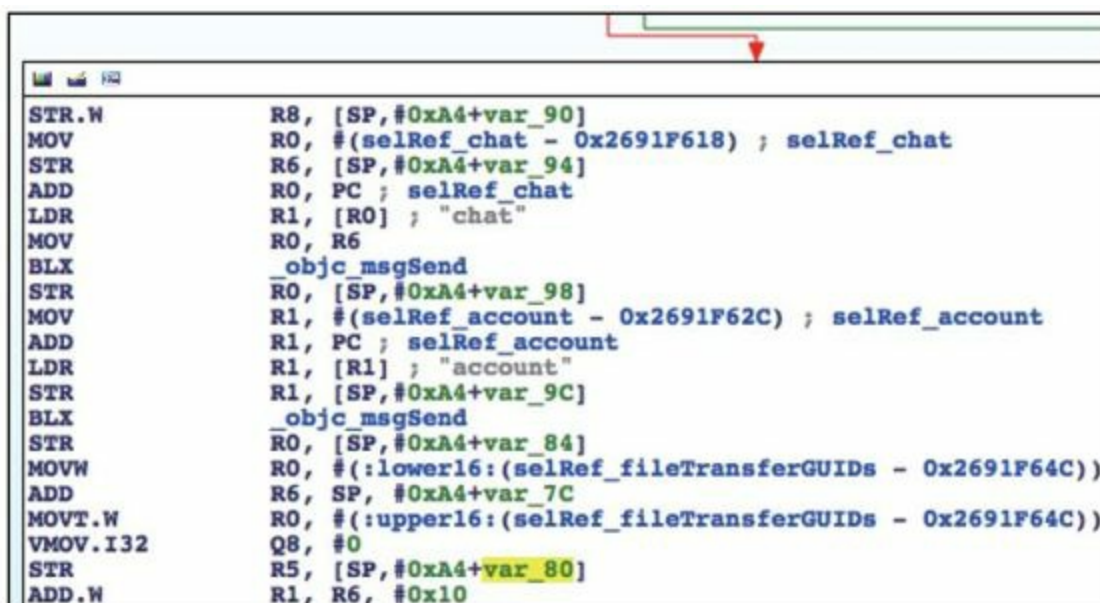 STR.W R8, [SP,#0xA4+var_90]
MOV R0, #(selRef_chat - 0x2691F618) ; selRef_chat
STR R6, [SP,#0xA4+var_94]
ADD R0, PC ; selRef_chat
LDR R1, [R0] ; "chat"
MOV R0, R6
BLX _objc_msgSend
STR R0, [SP,#0xA4+var_98]
MOV R1, #(selRef_account - 0x2691F62C) ; selRef_account
ADD R1, PC ; selRef_account
LDR R1, [R1] ; "account"
STR R1, [SP,#0xA4+var_9C]
BLX _objc_msgSend
STR R0, [SP,#0xA4+var_84]
MOVW R0, #(:lower16:(selRef_fileTransferGUIDs - 0x2691F64C))
ADD R6, SP, #0xA4+var_7C
MOVT.W R0, #(:upper16:(selRef_fileTransferGUIDs - 0x2691F64C))
VMOV.I32 Q8, #0
STR R5, [SP,#0xA4+var_80]
ADD.W R1, R6, #0x10